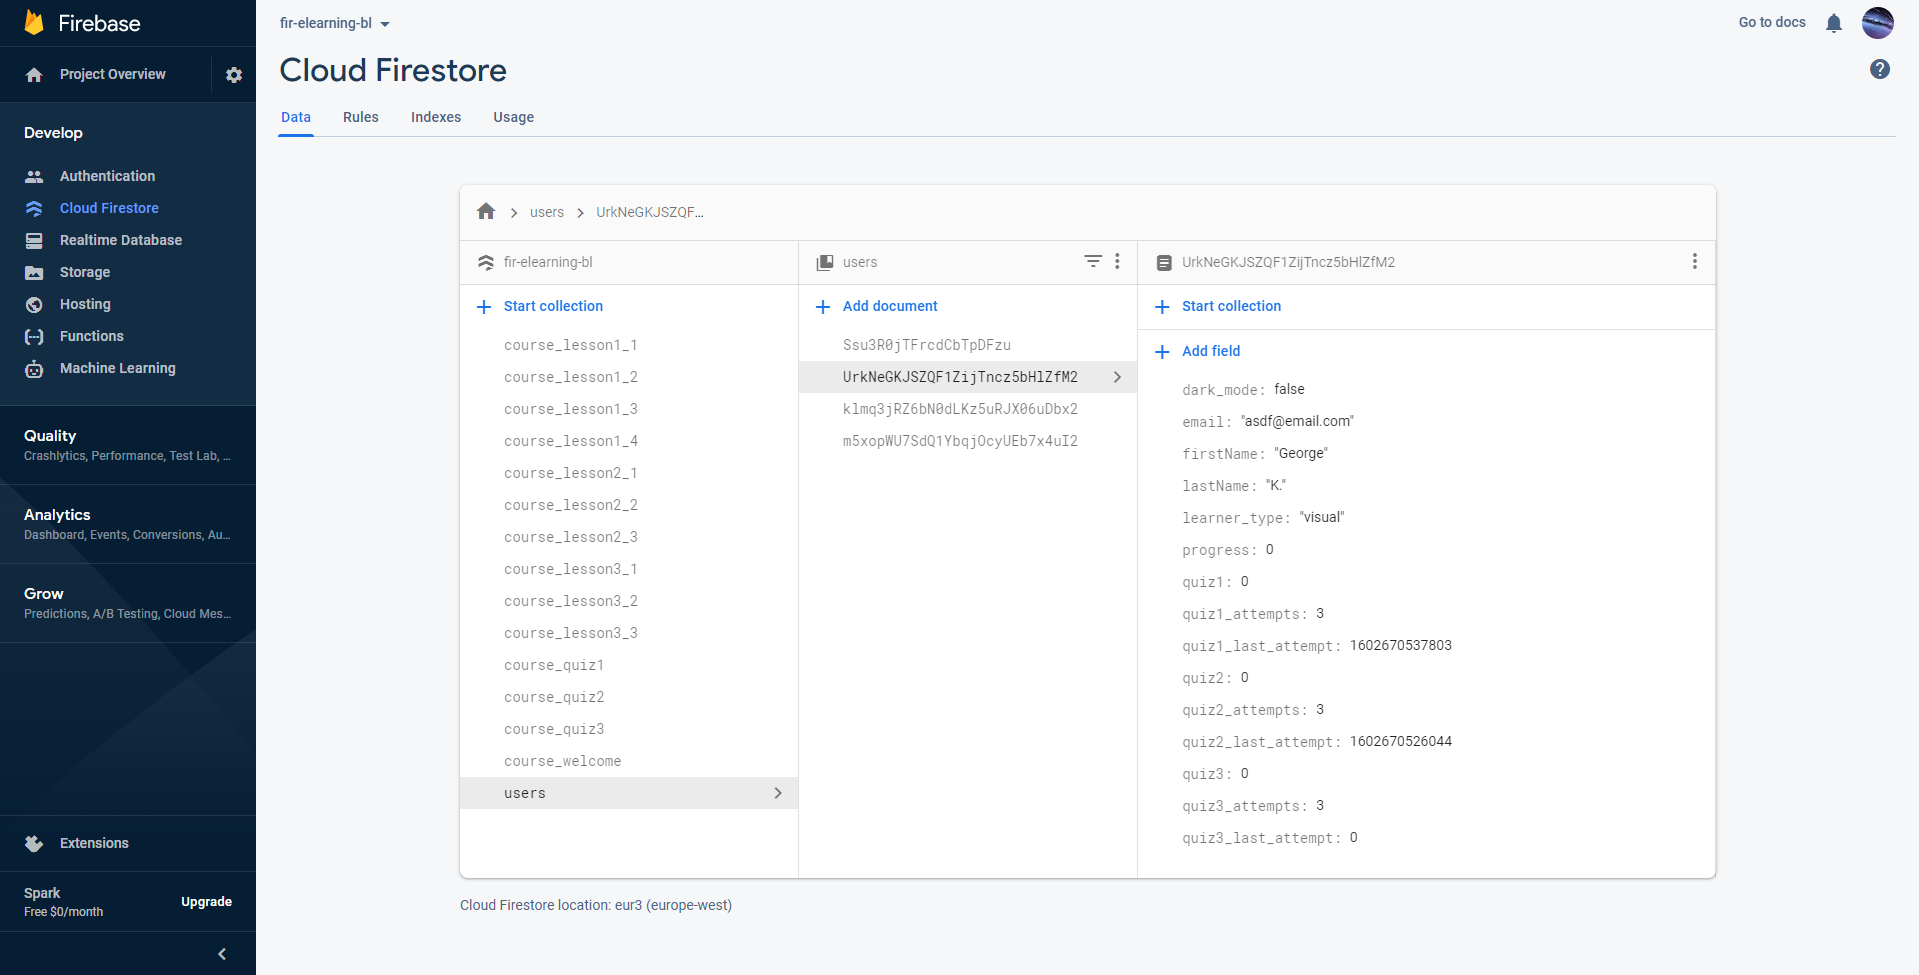 Firebase
Project Overview
Develop
Authentication
Cloud Firestore
Realtime Database
Storage
Hosting
Functions
Machine Learning
Quality
Crashlytics, Performance, Test Lab, ...
Analytics
Dashboard, Events, Conversions, Au...
Grow
Predictions, A/B Testing, Cloud Mes...
Extensions
Spark
Free $0/month
Upgrade
fir-elearning-bl
Go to docs
Cloud Firestore
Data Rules Indexes Usage
users UrkNeGKJSZQF...
fir-elearning-bl
Start collection
course_lesson1_1
course_lesson1_2
course_lesson1_3
course_lesson1_4
course_lesson2_1
course_lesson2_2
course_lesson2_3
course_lesson3_1
course_lesson3_2
course_lesson3_3
course_quiz1
course_quiz2
course_quiz3
course_welcome
users
users
Add document
Ssu3R0jTFrcdCbTpDFzu
UrkNeGKJSZQF1ZijTncz5bHlZfM2
klmq3jRZ6bN0dLKz5uRJX06uDbx2
m5xopWU7SdQ1YbqjOcyUEb7x4uI2
UrkNeGKJSZQF1ZijTncz5bHlZfM2
Start collection
Add field
dark_mode: false
email: "asdf@email.com"
firstName: "George"
lastName: "K."
learner_type: "visual"
progress: 0
quiz1: 0
quiz1_attempts: 3
quiz1_last_attempt: 1602670537803
quiz2: 0
quiz2_attempts: 3
quiz2_last_attempt: 1602670526044
quiz3: 0
quiz3_attempts: 3
quiz3_last_attempt: 0
Cloud Firestore location: eur3 (europe-west)